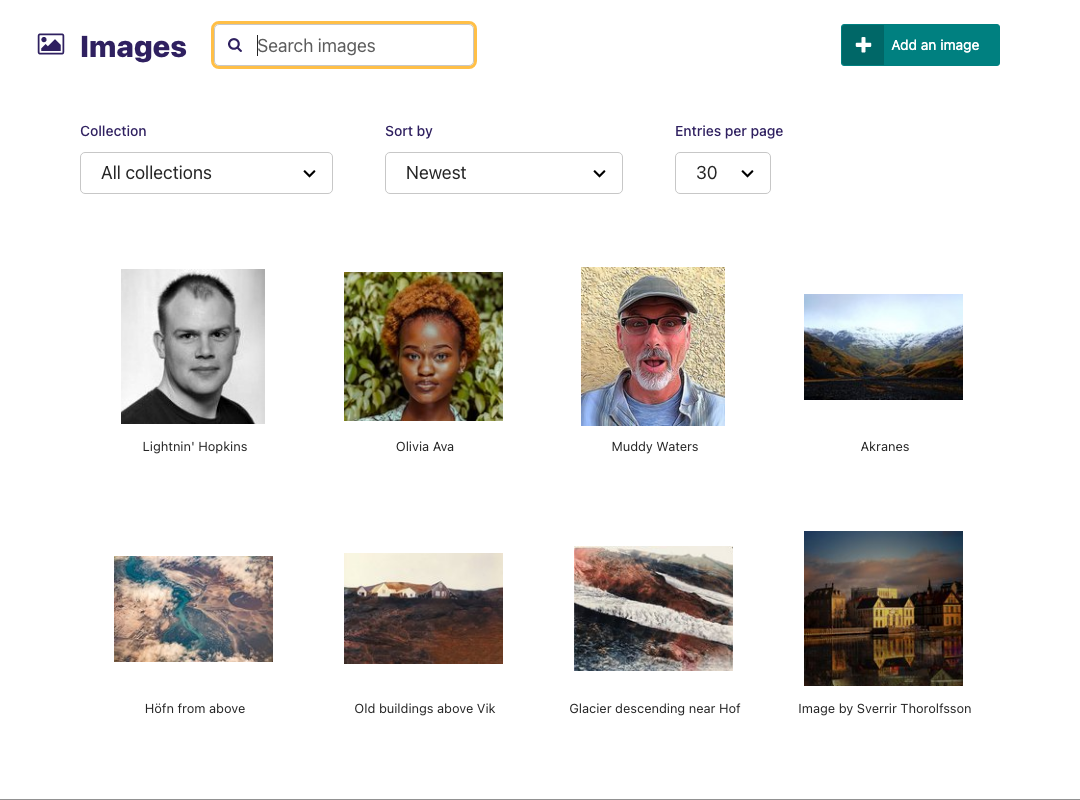 Images
Search images
Add an image
Collection
Sort by
Entries per page
All collections
Newest
30
Lightnin' Hopkins
Olivia Ava
Muddy Waters
Akranes
Höfn from above
Old buildings above Vik
Glacier descending near Hof
Image by Sverrir Thorolfsson